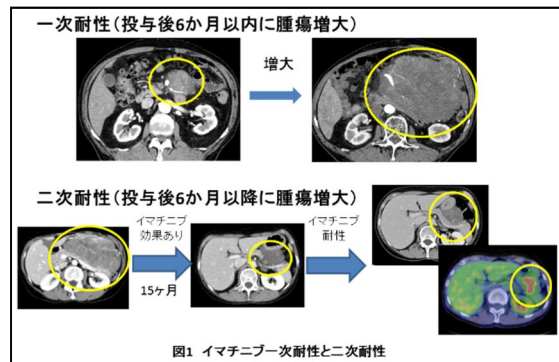 一次耐性(投与後6か月以内に腫瘍増大)
増大
二次耐性(投与後6か月以降に腫瘍増大)
イマチニブ
効果あり
15ヶ月
イマチニブ
耐性
図1 イマチニブ一次耐性と二次耐性